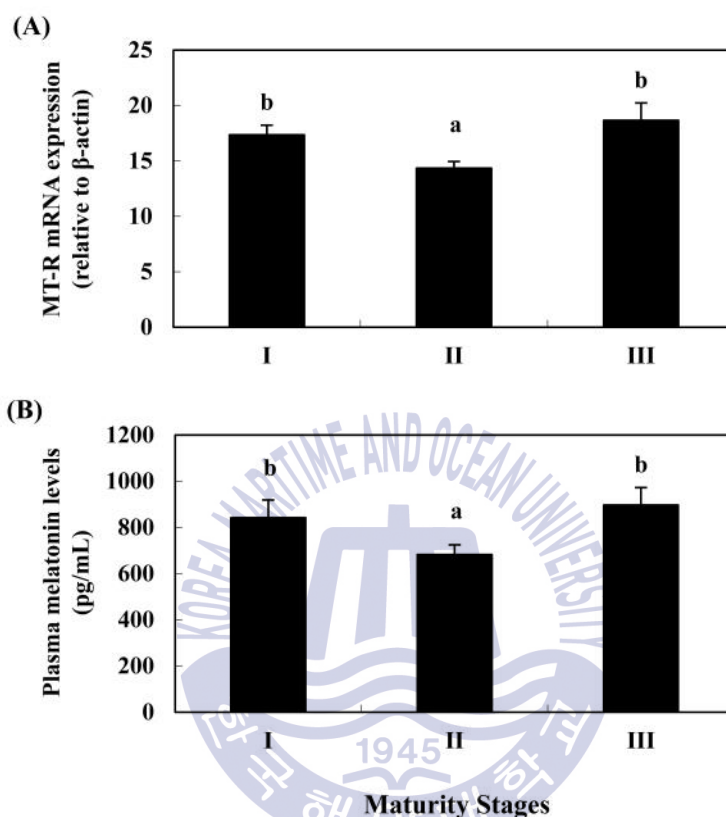 (A)
MT-R mRNA expression
(relative to β-actin)
25
20
15
10
5
0
b
a
b
I
II
III
(B)
Plasma melatonin levels
(pg/mL)
1200
1000
800
600
400
200
0
b
a
b
I
II
III
Maturity Stages
KOREA MARITIME AND OCEAN UNIVERSITY
1945